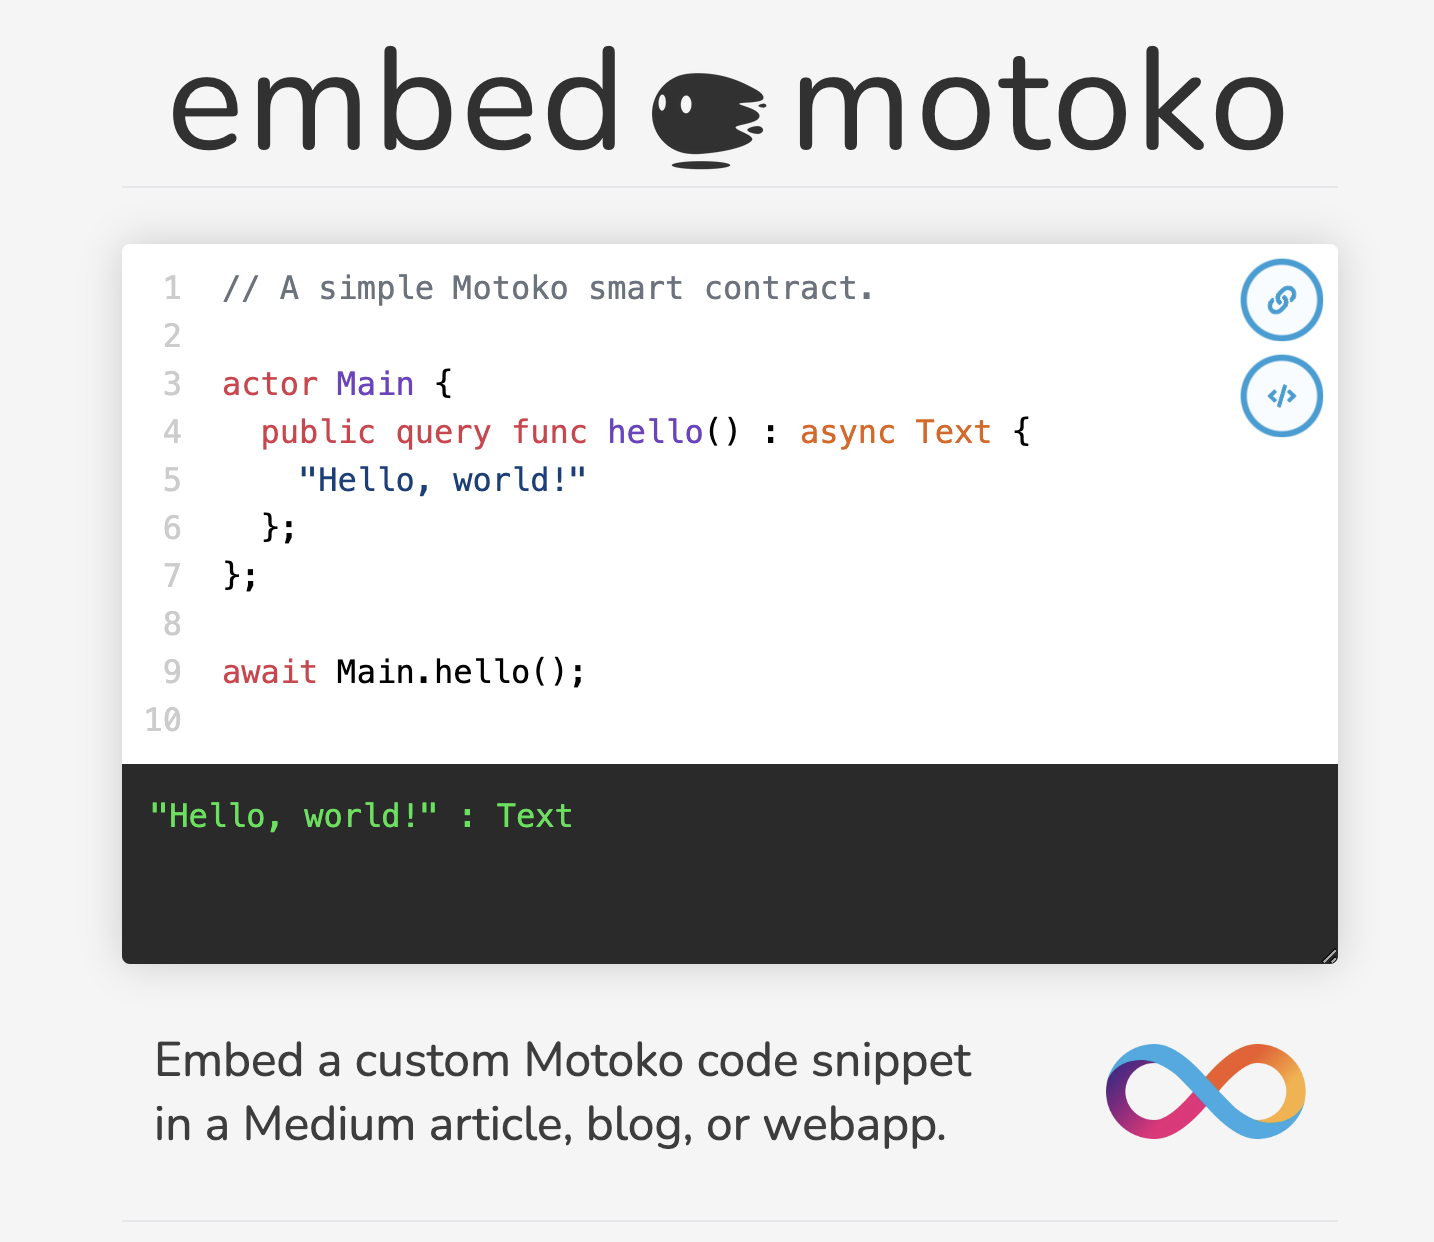 embed motoko
1 // A simple Motoko smart contract.
2
3 actor Main {
4   public query func hello() : async Text {
5     "Hello, world!"
6   };
7 };
8
9 await Main.hello();
10
"Hello, world!" : Text
Embed a custom Motoko code snippet
in a Medium article, blog, or webapp.